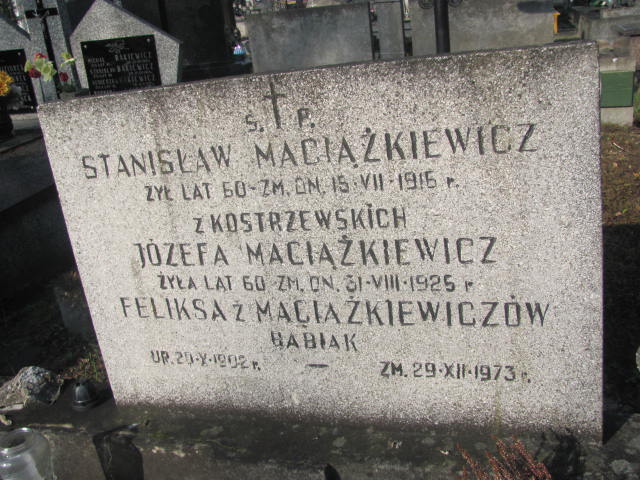 Ś. P.
STANISŁAW MACIĄŻKIEWICZ
ŻYŁ LAT 60 - ZM. DN. 15·VII·1916 r.
z KOSTRZEWSKICH
JÓZEFA MACIĄŻKIEWICZ
ŻYŁA LAT 60 - ZM. DN. 31·VIII·1925 r
FELIKSA z MACIĄŻKIEWICZÓW
BABIAK
UR. 20·X·1902 r. — ZM. 29·XII·1973 r.